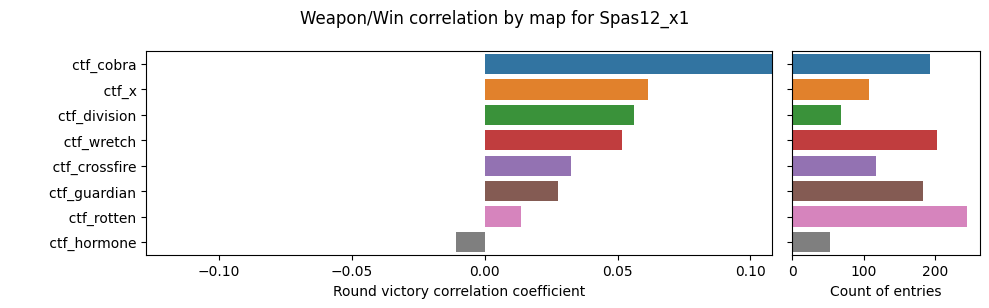 Weapon/Win correlation by map for Spas12_x1
ctf_cobra
ctf_x
ctf_division
ctf_wretch
ctf_crossfire
ctf_guardian
ctf_rotten
ctf_hormone
−0.10 −0.05 0.00 0.05 0.10 0 100 200
Round victory correlation coefficient Count of entries